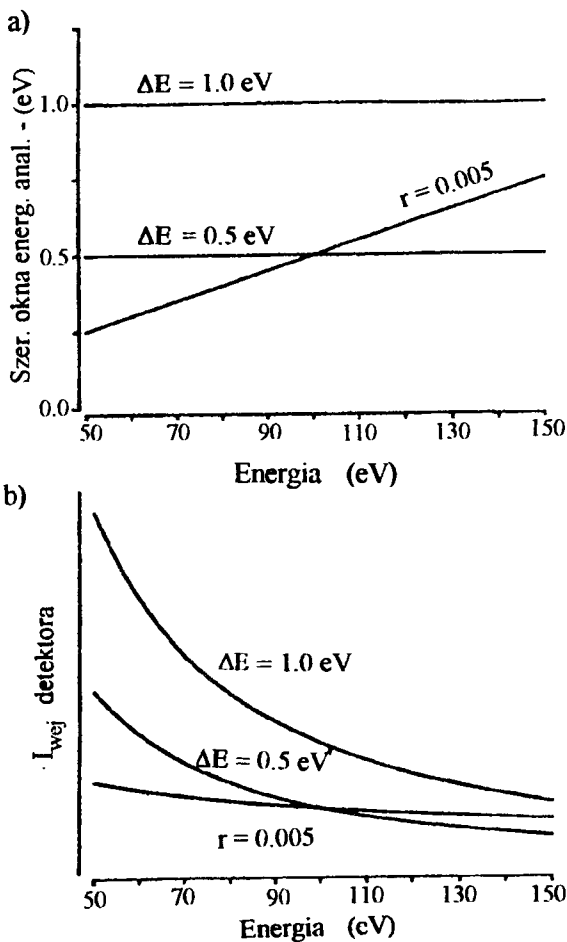 a)
Szer. okna energ. anal. - (eV)
1.0
0.5
0.0
ΔE = 1.0 eV
r = 0.005
ΔE = 0.5 eV
50 70 90 110 130 150
Energia (eV)
b)
I wej detektora
ΔE = 1.0 eV
ΔE = 0.5 eV
r = 0.005
50 70 90 110 130 150
Energia (eV)